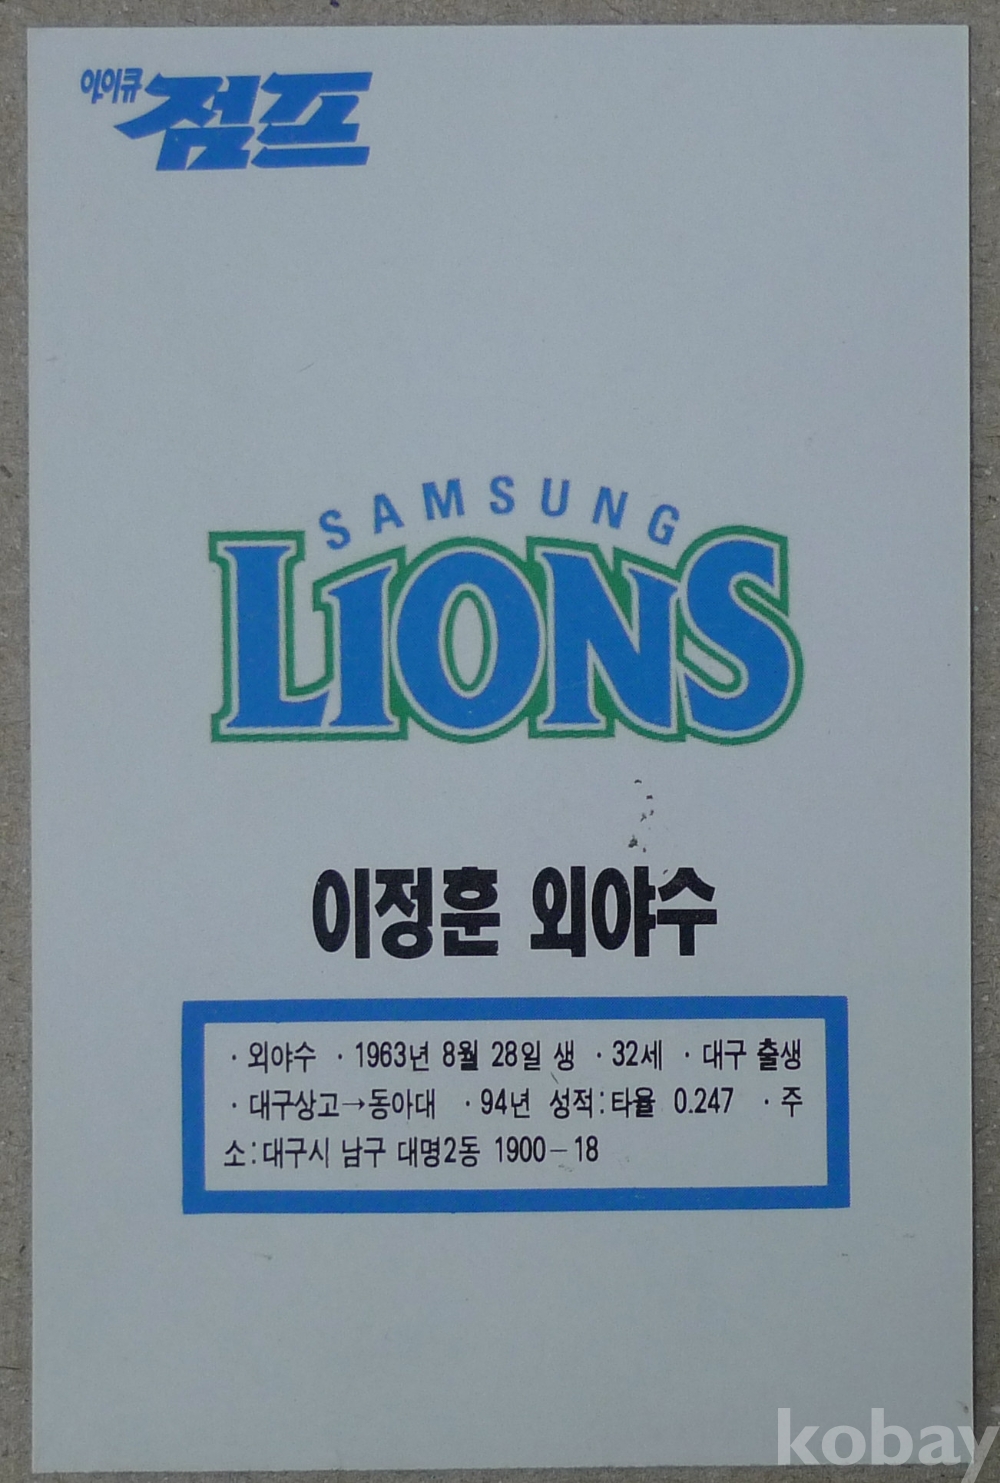 아이큐 점프
SAMSUNG
LIONS
이정훈 외야수
· 외야수 · 1963년 8월 28일 생 · 32세 · 대구 출생
· 대구상고→동아대 · 94년 성적:타율 0.247 · 주
소:대구시 남구 대명2동 1900-18
kobay